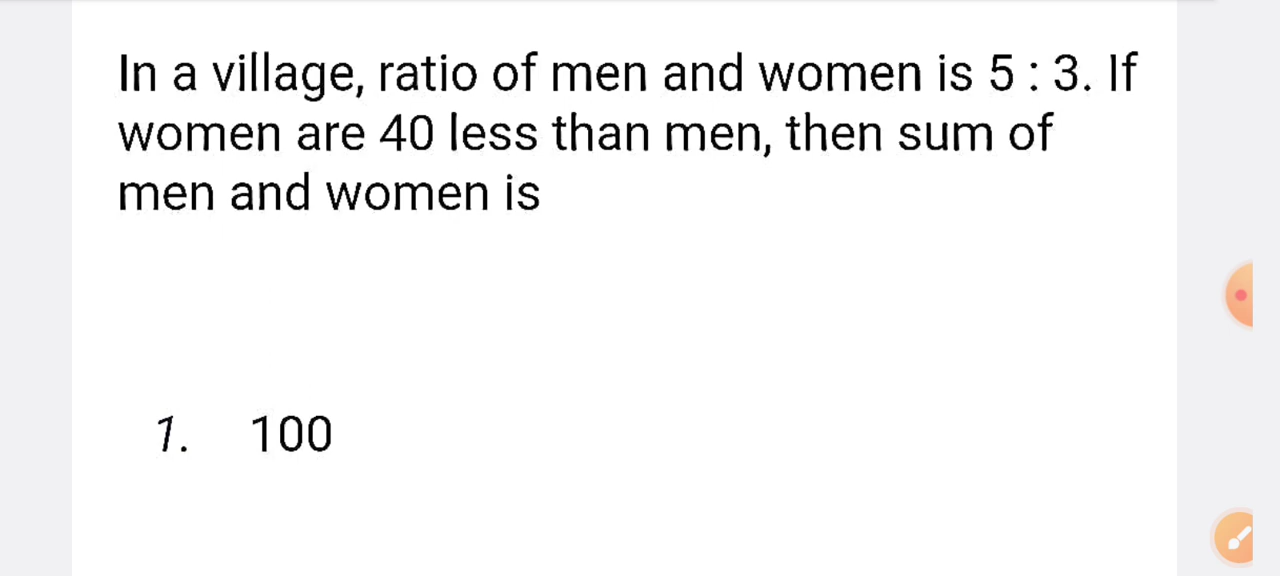 In a village, ratio of men and women is 5 : 3. If
women are 40 less than men, then sum of
men and women is
1. 100